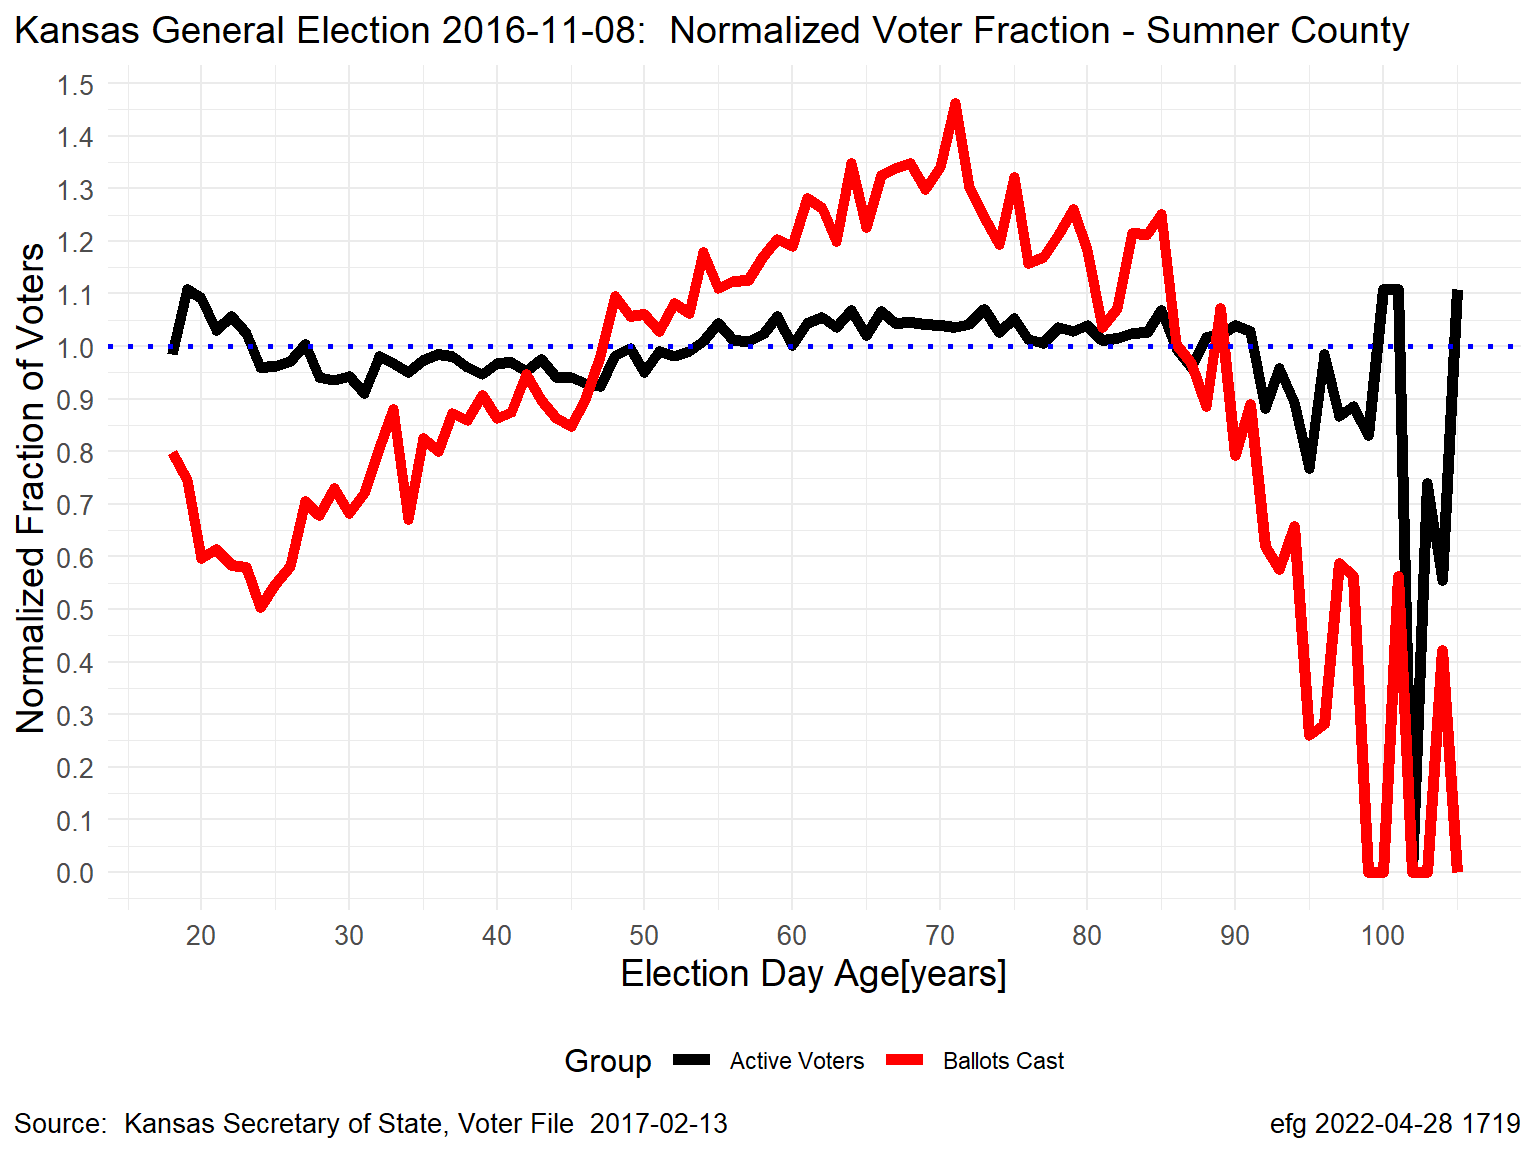 Kansas General Election 2016-11-08:  Normalized Voter Fraction - Sumner County
1.5
1.4
1.3
1.2
1.1
1.0
0.9
0.8
0.7
0.6
0.5
0.4
0.3
0.2
0.1
0.0
Normalized Fraction of Voters
20 30 40 50 60 70 80 90 100
Election Day Age[years]
Group Active Voters Ballots Cast
Source:  Kansas Secretary of State, Voter File  2017-02-13
efg 2022-04-28 1719